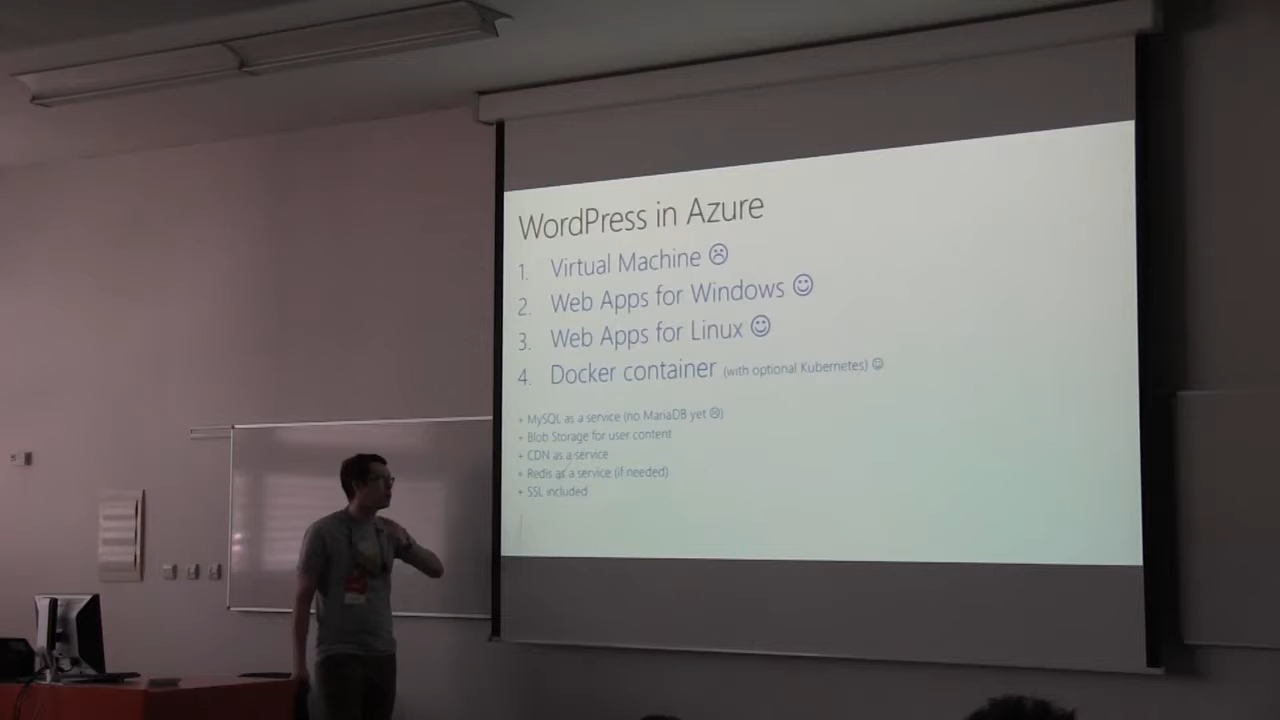 WordPress in Azure
1. Virtual Machine ☹
2. Web Apps for Windows ☺
3. Web Apps for Linux ☺
4. Docker container (with optional Kubernetes) ☺
+ MySQL as a service (no MariaDB yet ☹)
+ Blob Storage for user content
+ CDN as a service
+ Redis as a service (if needed)
+ SSL included